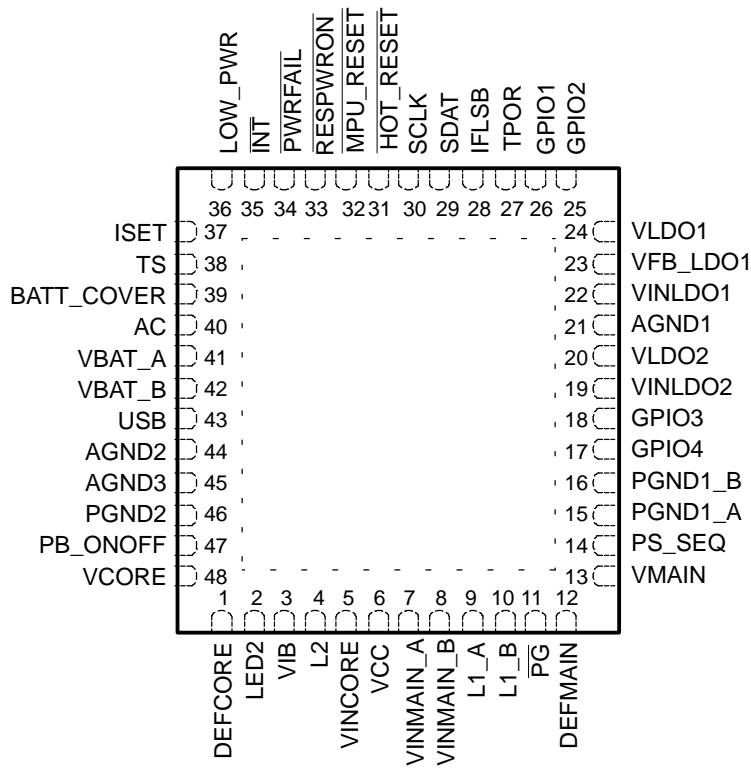 LOW_PWR
INT
PWRFAIL
RESPWRON
MPU_RESET
HOT_RESET
SCLK
SDAT
IFLSB
TPOR
GPIO1
GPIO2
36 35 34 33 32 31 30 29 28 27 26 25
ISET 37 24 VLDO1
TS 38 23 VFB_LDO1
BATT_COVER 39 22 VINLDO1
AC 40 21 AGND1
VBAT_A 41 20 VLDO2
VBAT_B 42 19 VINLDO2
USB 43 18 GPIO3
AGND2 44 17 GPIO4
AGND3 45 16 PGND1_B
PGND2 46 15 PGND1_A
PB_ONOFF 47 14 PS_SEQ
VCORE 48 13 VMAIN
1 2 3 4 5 6 7 8 9 10 11 12
DEFCORE
LED2
VIB
L2
VINCORE
VCC
VINMAIN_A
VINMAIN_B
L1_A
L1_B
PG
DEFMAIN